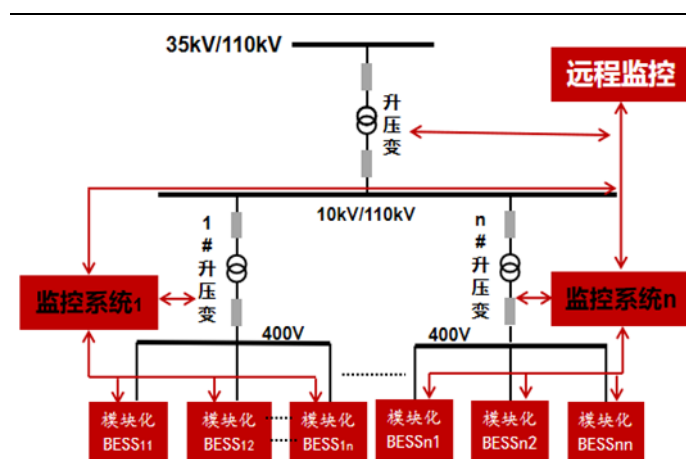 35kV/110kV
远程监控
升压变
10kV/110kV
1#升压变
n#升压变
监控系统1
监控系统n
400V
400V
模块化
BESS11
模块化
BESS12
模块化
BESS1n
模块化
BESSn1
模块化
BESSn2
模块化
BESSnn